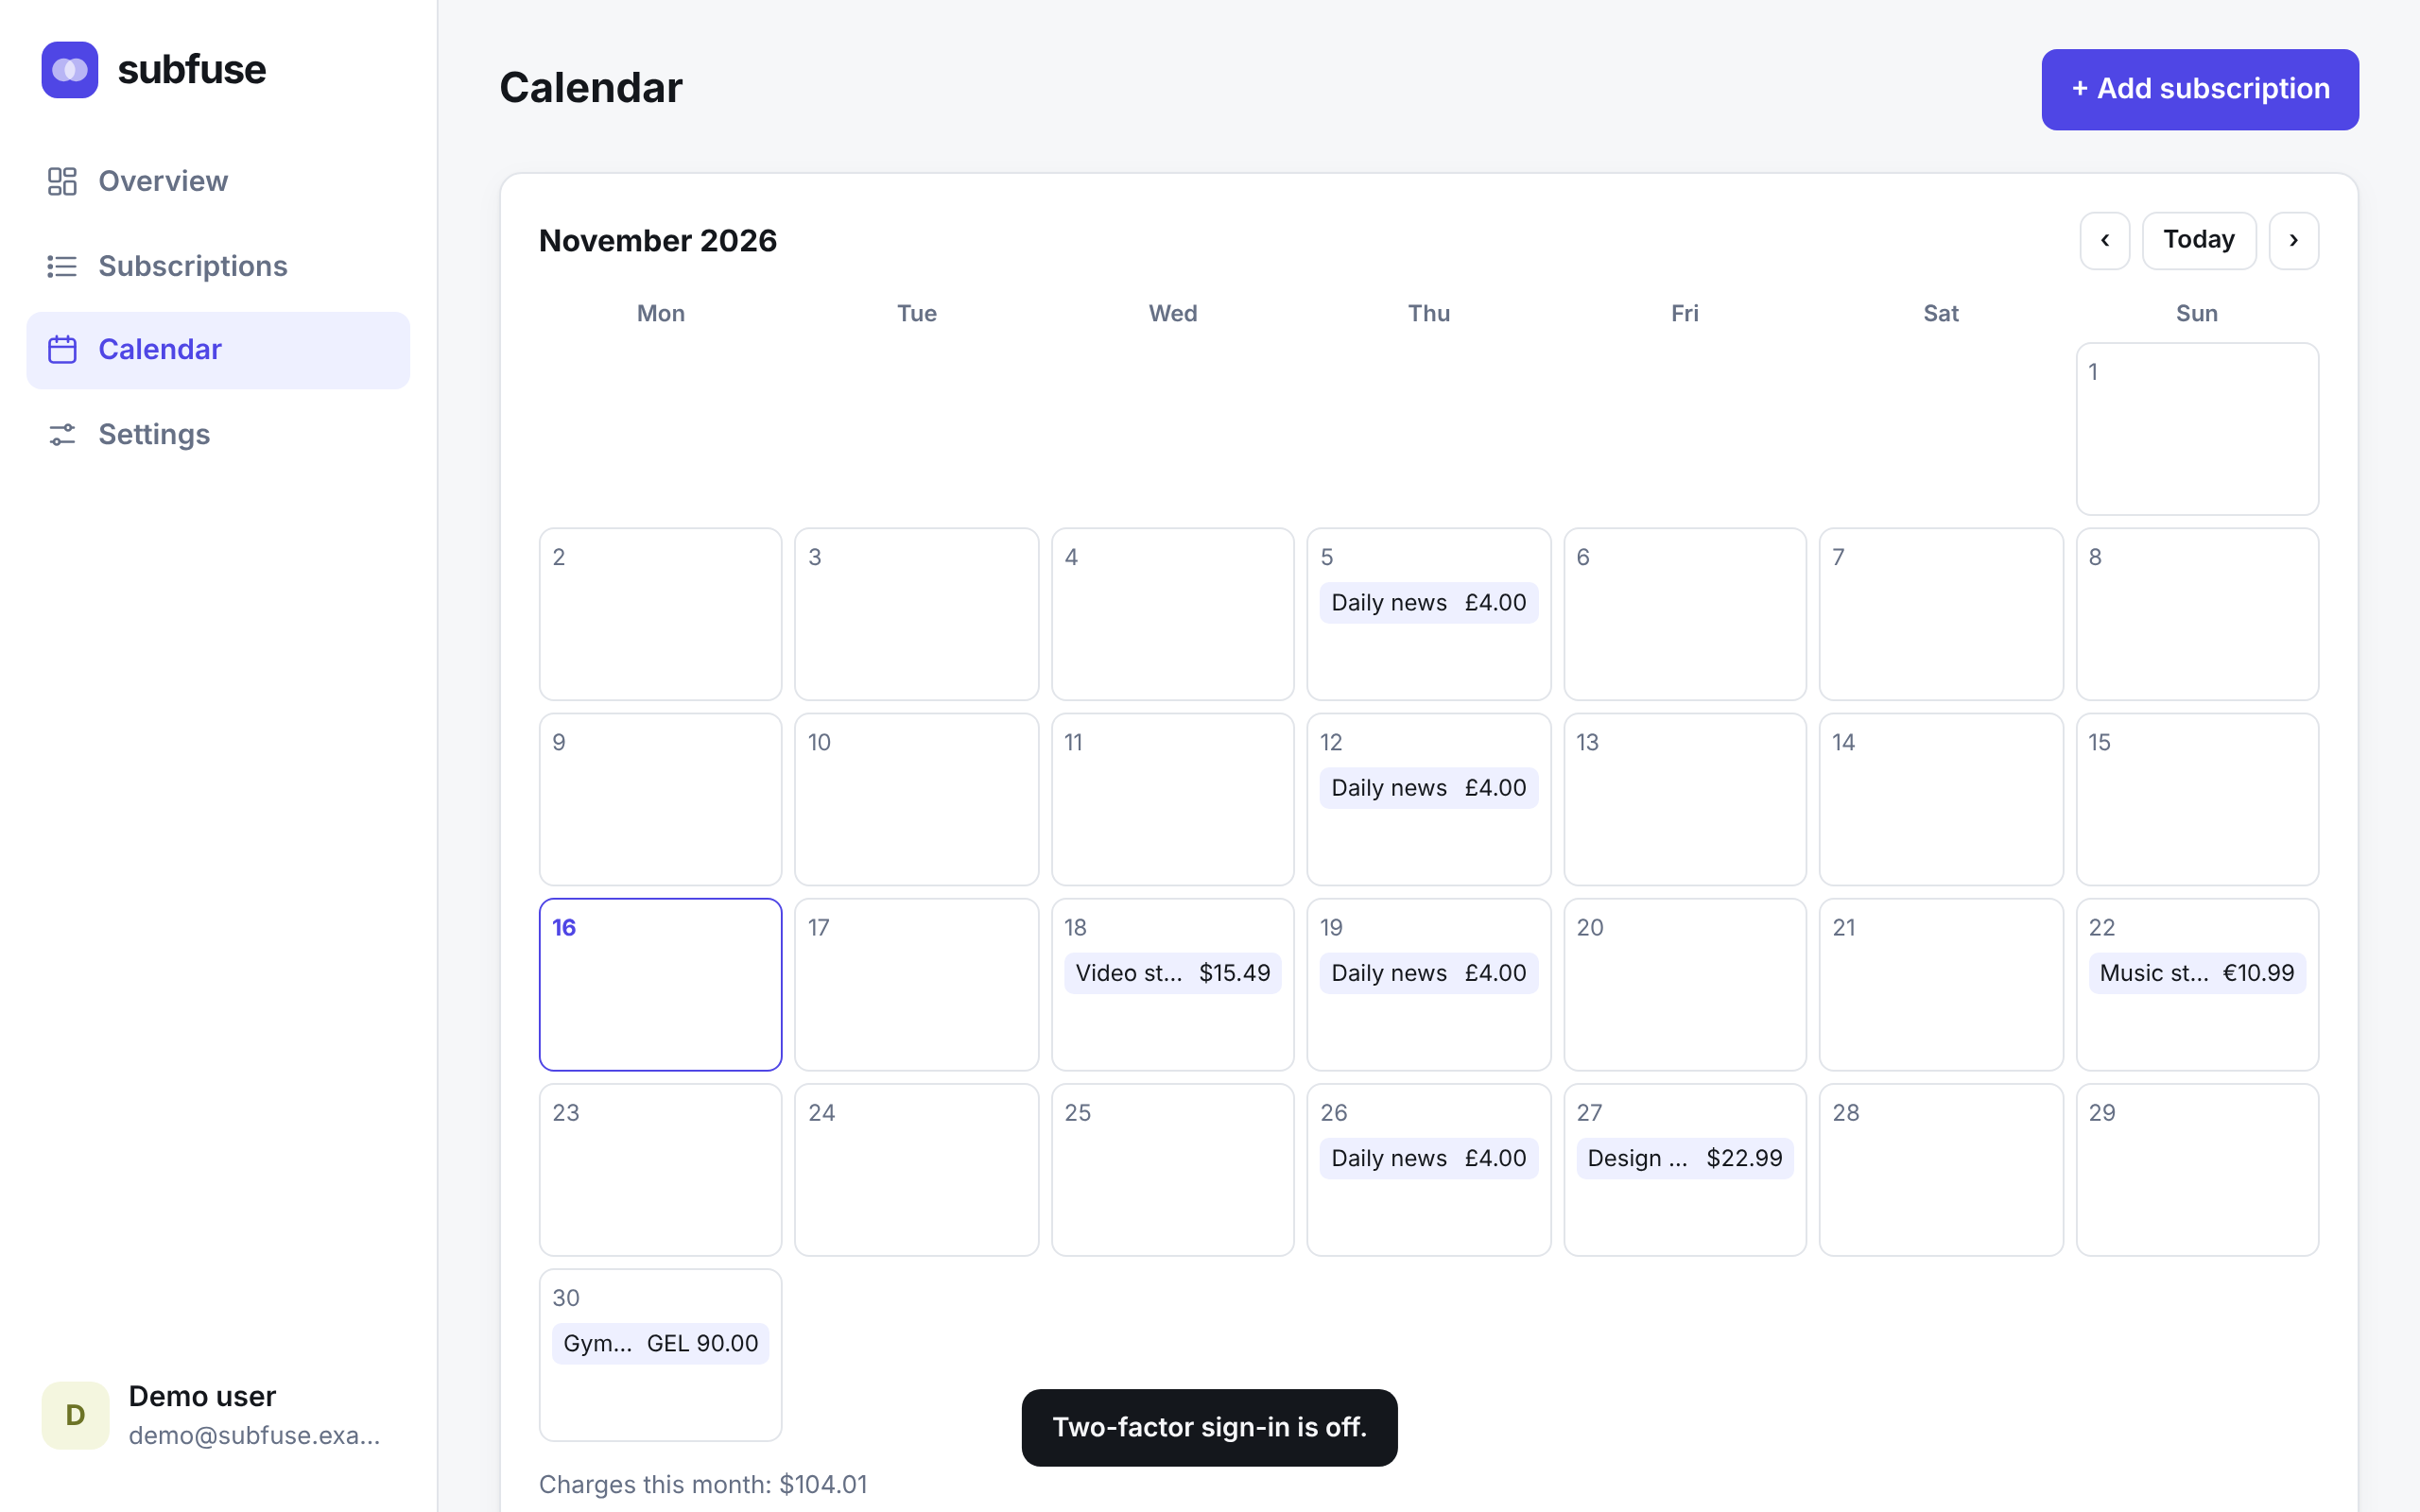 subfuse
Overview
Subscriptions
Calendar
Settings
Demo user
D
demo@subfuse.exa...
Calendar
+ Add subscription
November 2026
‹ Today ›
Mon Tue Wed Thu Fri Sat Sun
1
2 3 4 5 6 7 8
Daily news £4.00
9 10 11 12 13 14 15
Daily news £4.00
16 17 18 19 20 21 22
Video st... $15.49 Daily news £4.00 Music st... €10.99
23 24 25 26 27 28 29
Daily news £4.00 Design ... $22.99
30
Gym... GEL 90.00
Two-factor sign-in is off.
Charges this month: $104.01